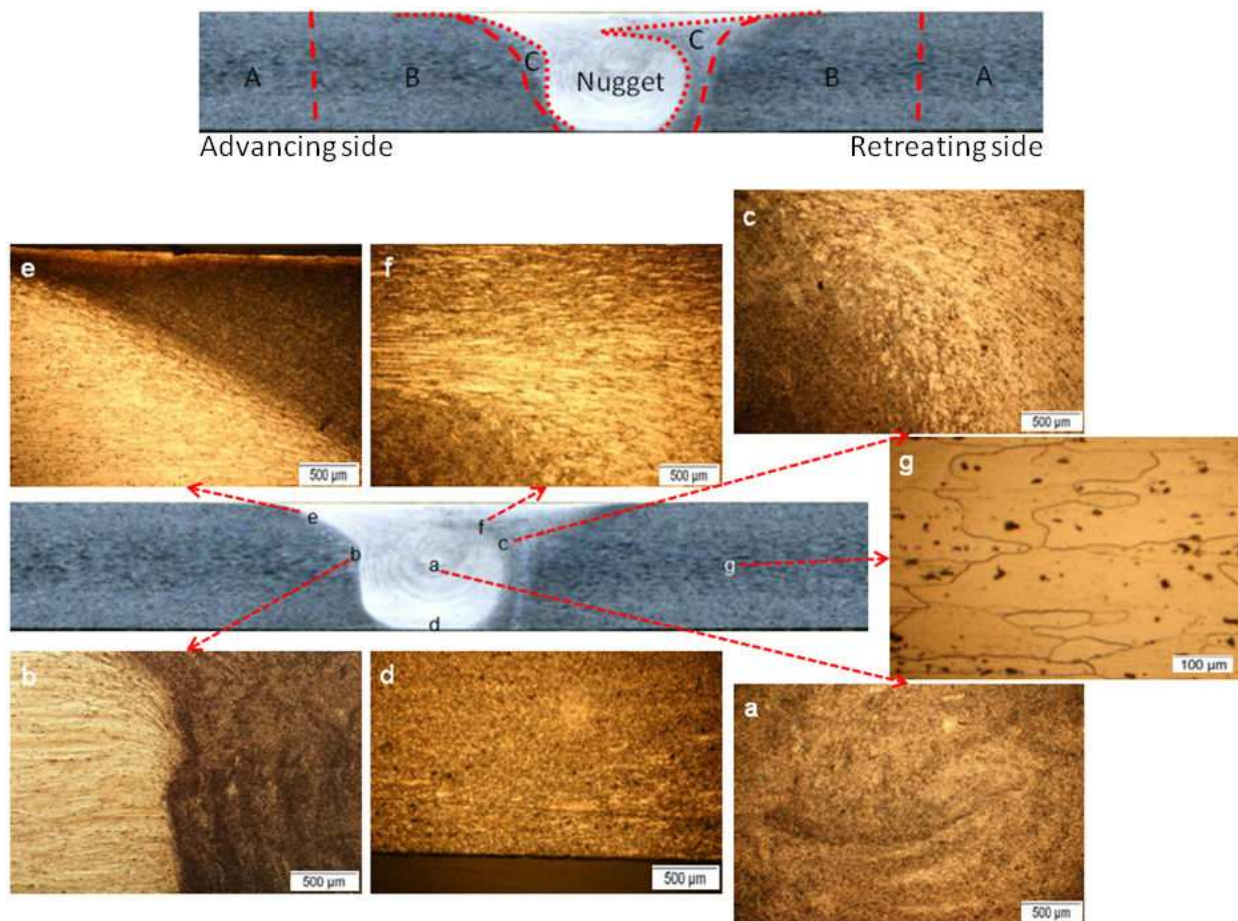 A B C Nugget C B A
Advancing side Retreating side
c
500 µm
e
500 µm
f
500 µm
g
100 µm
e f c b a g d
b
500 µm
d
500 µm
a
500 µm